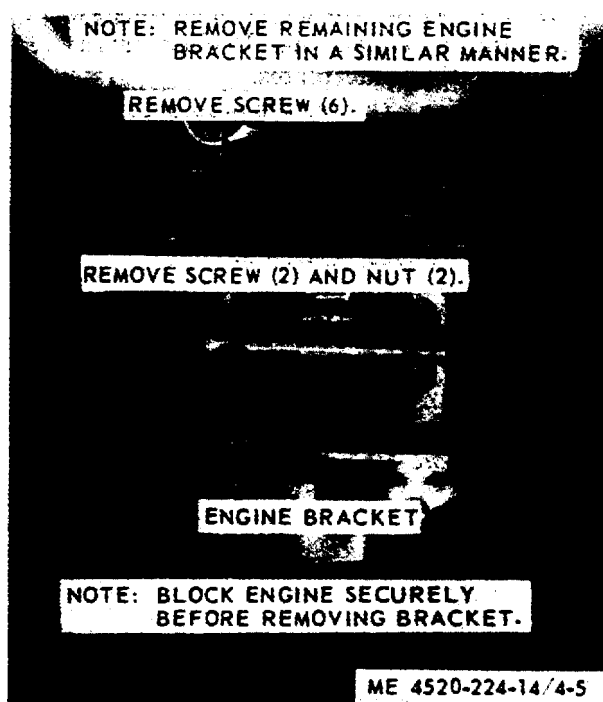 NOTE: REMOVE REMAINING ENGINE
BRACKET IN A SIMILAR MANNER.
REMOVE SCREW (6).
REMOVE SCREW (2) AND NUT (2).
ENGINE BRACKET
NOTE: BLOCK ENGINE SECURELY
BEFORE REMOVING BRACKET.
ME 4520-224-14/4-5